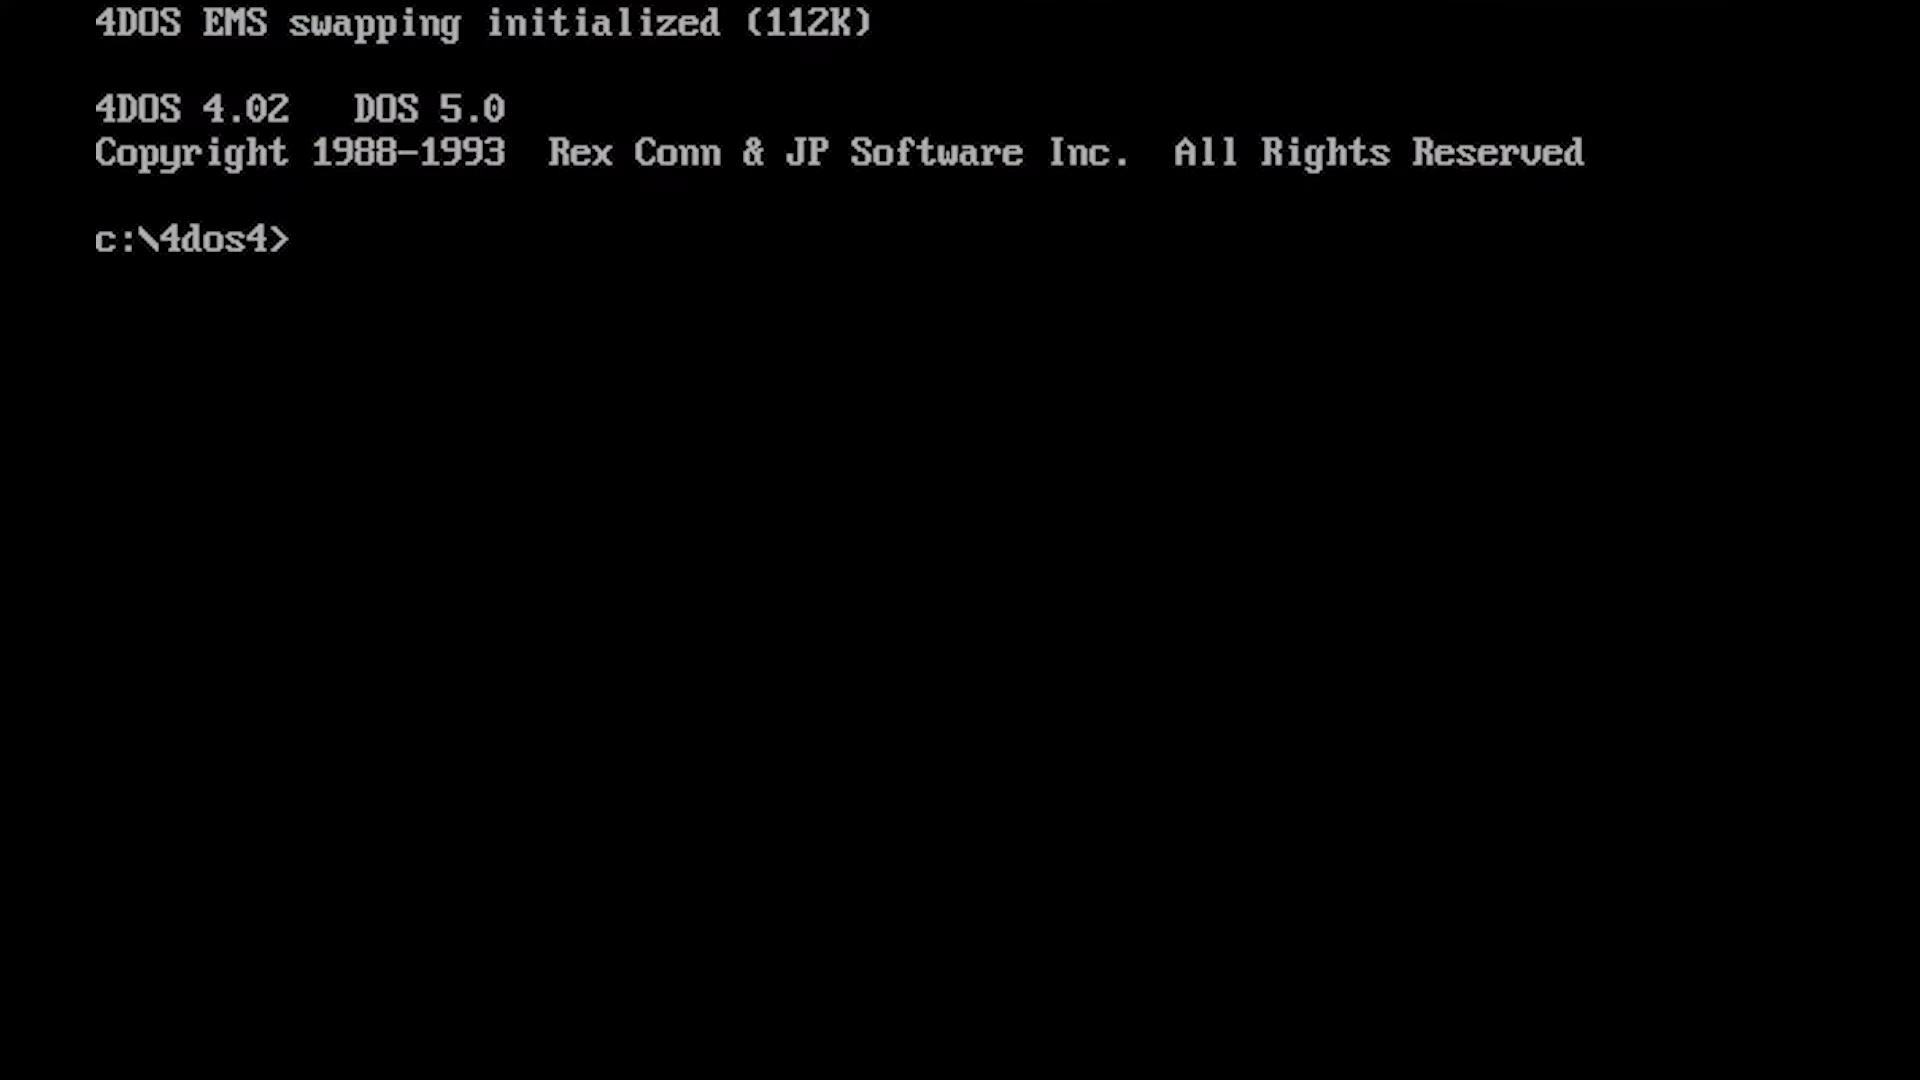 4DOS EMS swapping initialized (112K)
4DOS 4.02   DOS 5.0
Copyright 1988-1993  Rex Conn & JP Software Inc.  All Rights Reserved
c:\4dos4>